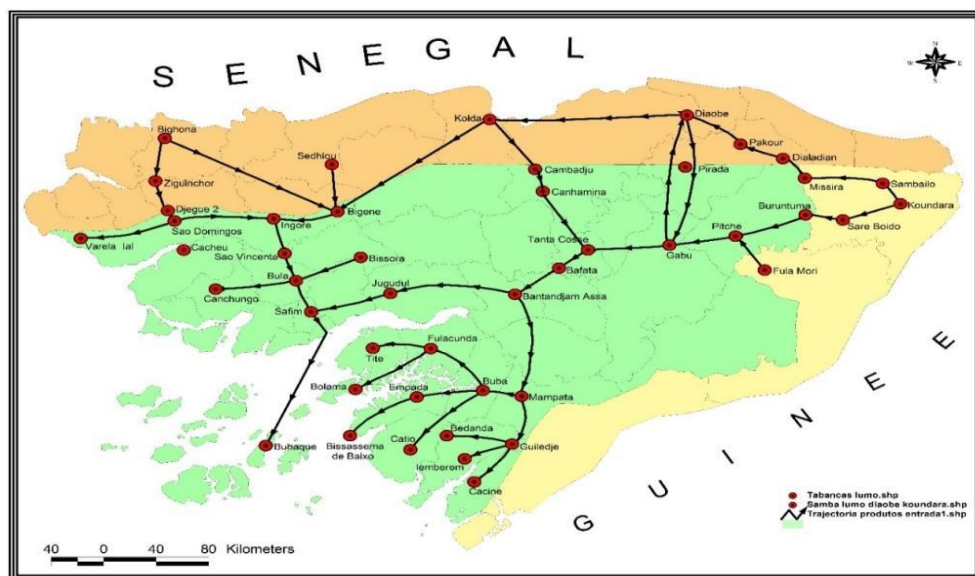 SENEGAL
N
W E
S
Bighona
Kolda
Diaobe
Sedhiou
Pakour
Dialadian
Cambadju
Pirada
Missira
Sambailo
Ziguinchor
Canhamina
Koundara
Djegue 2
Bigene
Buruntuma
Sao Domingos
Ingore
Pitche
Sare Boido
Varela Ial
Tanta Cosse
Gabu
Cacheu
Sao Vincente
Bissora
Bafata
Fula Mori
Bula
Jugudul
Canchungo
Bantandjam Assa
Safim
Fulacunda
Tite
Bolama
Empada
Buba
Mampata
Bedanda
Bubaque
Bissassema
de Baixo
Catio
Guiledje
Iemberem
Cacine
GUINEE
Tabancas lumo.shp
Samba lumo diaobe koundara.shp
Trajectoria produtos entrada1.shp
40 0 40 80 Kilometers